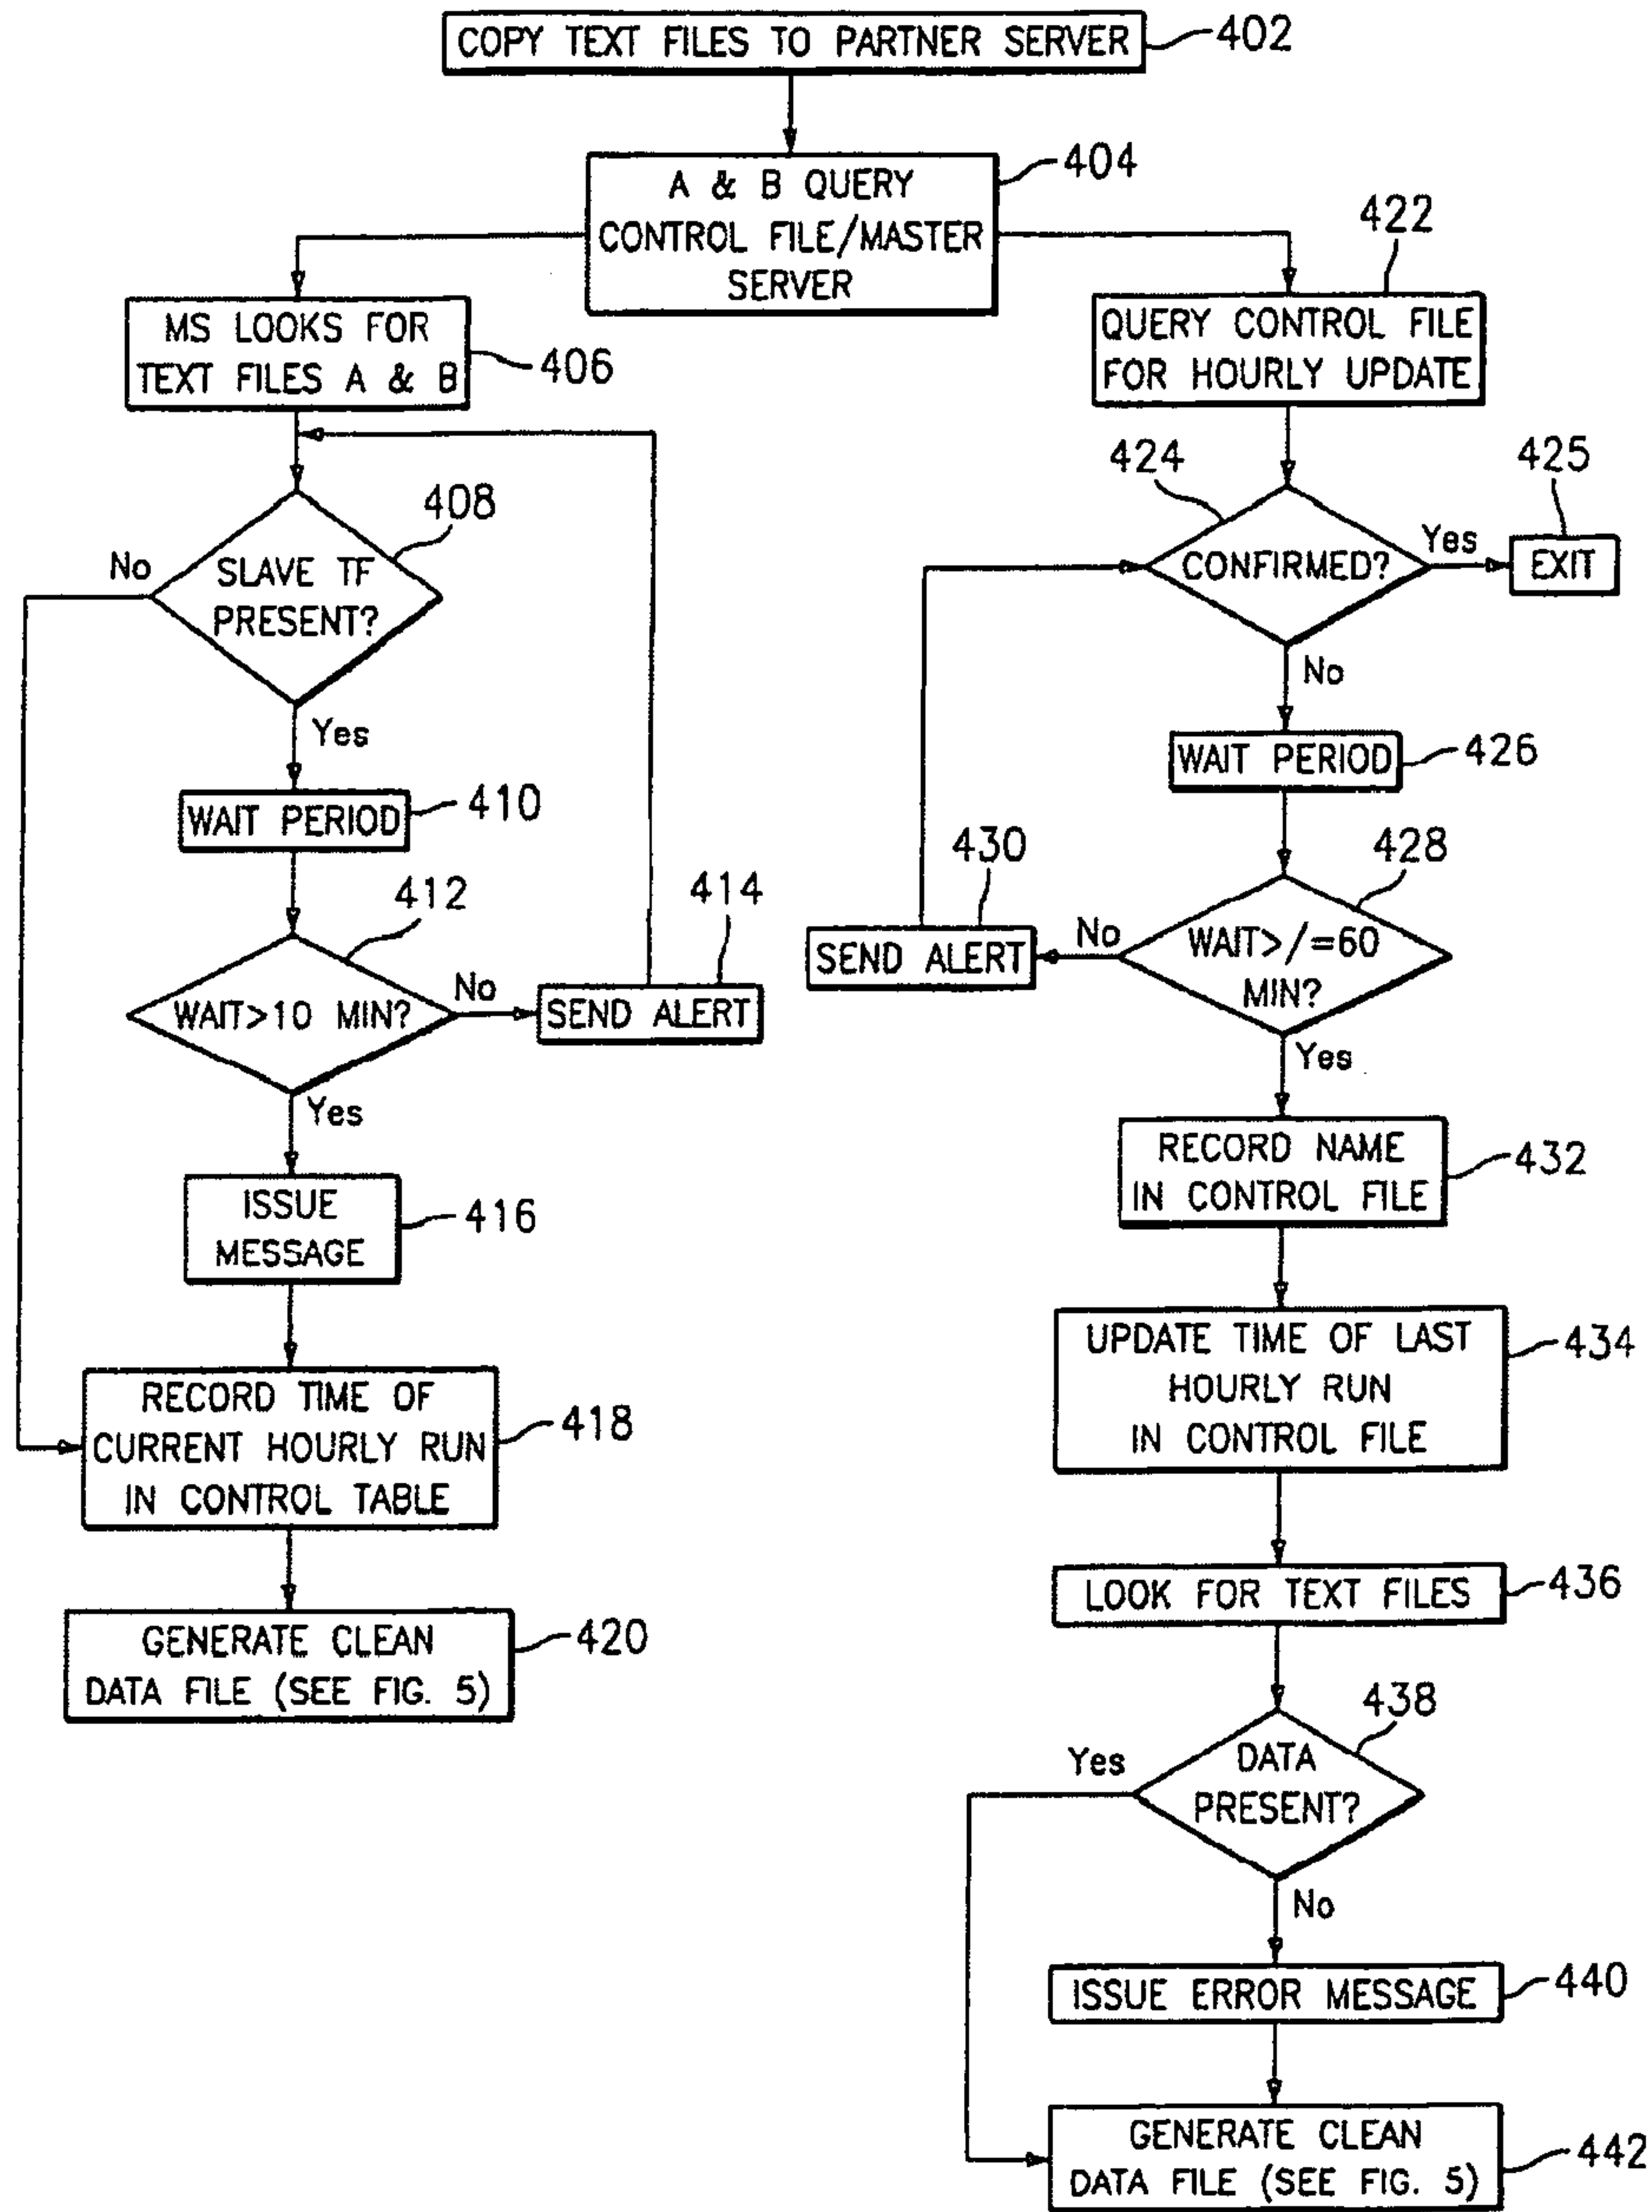 COPY TEXT FILES TO PARTNER SERVER
402
A & B QUERY
CONTROL FILE/MASTER
SERVER
404
MS LOOKS FOR
TEXT FILES A & B
406
SLAVE TF
PRESENT?
408
No
Yes
WAIT PERIOD
410
WAIT>10 MIN?
412
No
SEND ALERT
414
Yes
ISSUE
MESSAGE
416
RECORD TIME OF
CURRENT HOURLY RUN
IN CONTROL TABLE
418
GENERATE CLEAN
DATA FILE (SEE FIG. 5)
420
422
QUERY CONTROL FILE
FOR HOURLY UPDATE
424
CONFIRMED?
Yes
425
EXIT
No
WAIT PERIOD
426
428
WAIT>/=60
MIN?
No
430
SEND ALERT
Yes
RECORD NAME
IN CONTROL FILE
432
UPDATE TIME OF LAST
HOURLY RUN
IN CONTROL FILE
434
LOOK FOR TEXT FILES
436
438
DATA
PRESENT?
Yes
No
ISSUE ERROR MESSAGE
440
GENERATE CLEAN
DATA FILE (SEE FIG. 5)
442